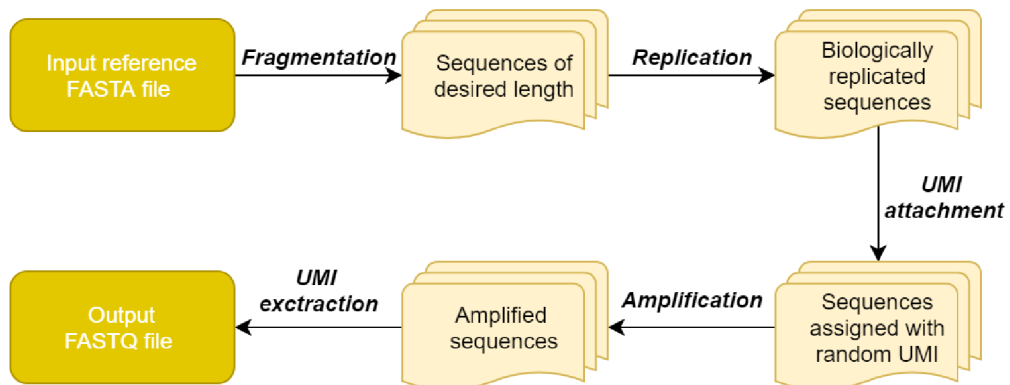 Input reference
FASTA file
Fragmentation
Sequences of
desired length
Replication
Biologically
replicated
sequences
UMI
attachment
Sequences
assigned with
random UMI
Amplification
Amplified
sequences
UMI
exctraction
Output
FASTQ file